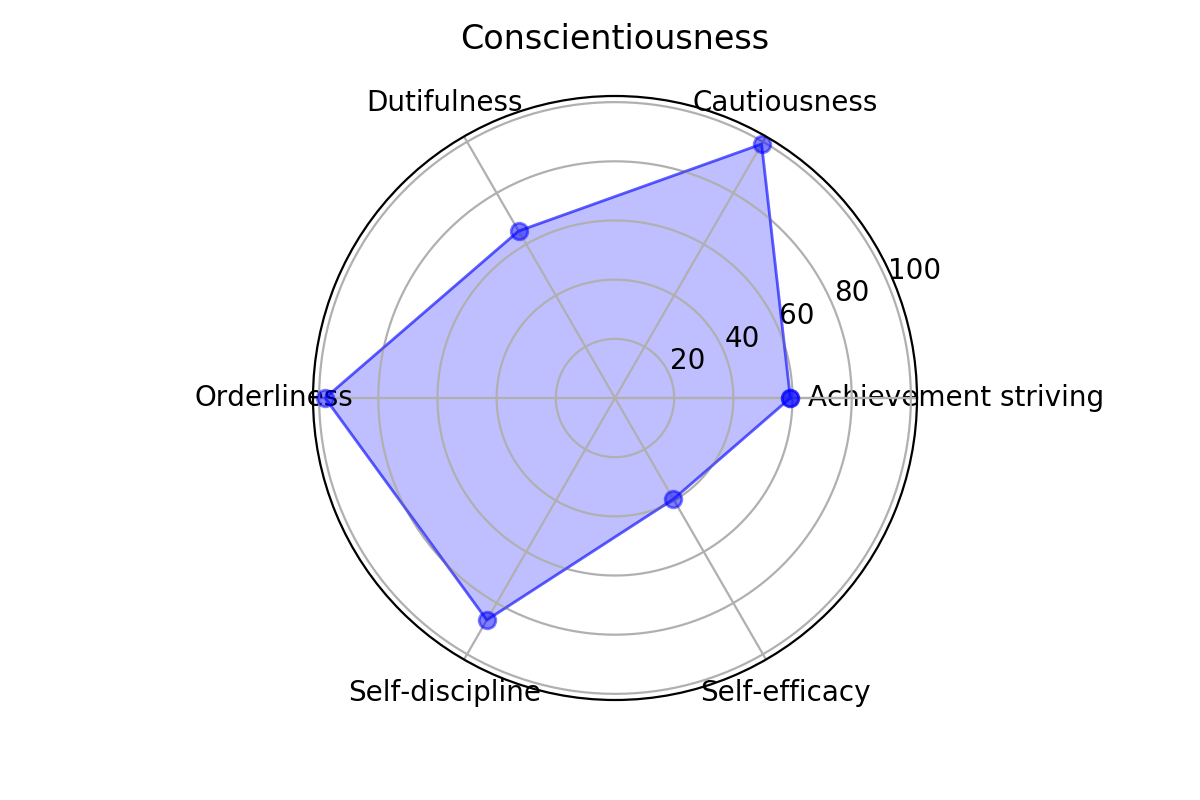 Conscientiousness
Dutifulness
Cautiousness
100
80
60
40
20
Orderliness
Achievement striving
Self-discipline
Self-efficacy